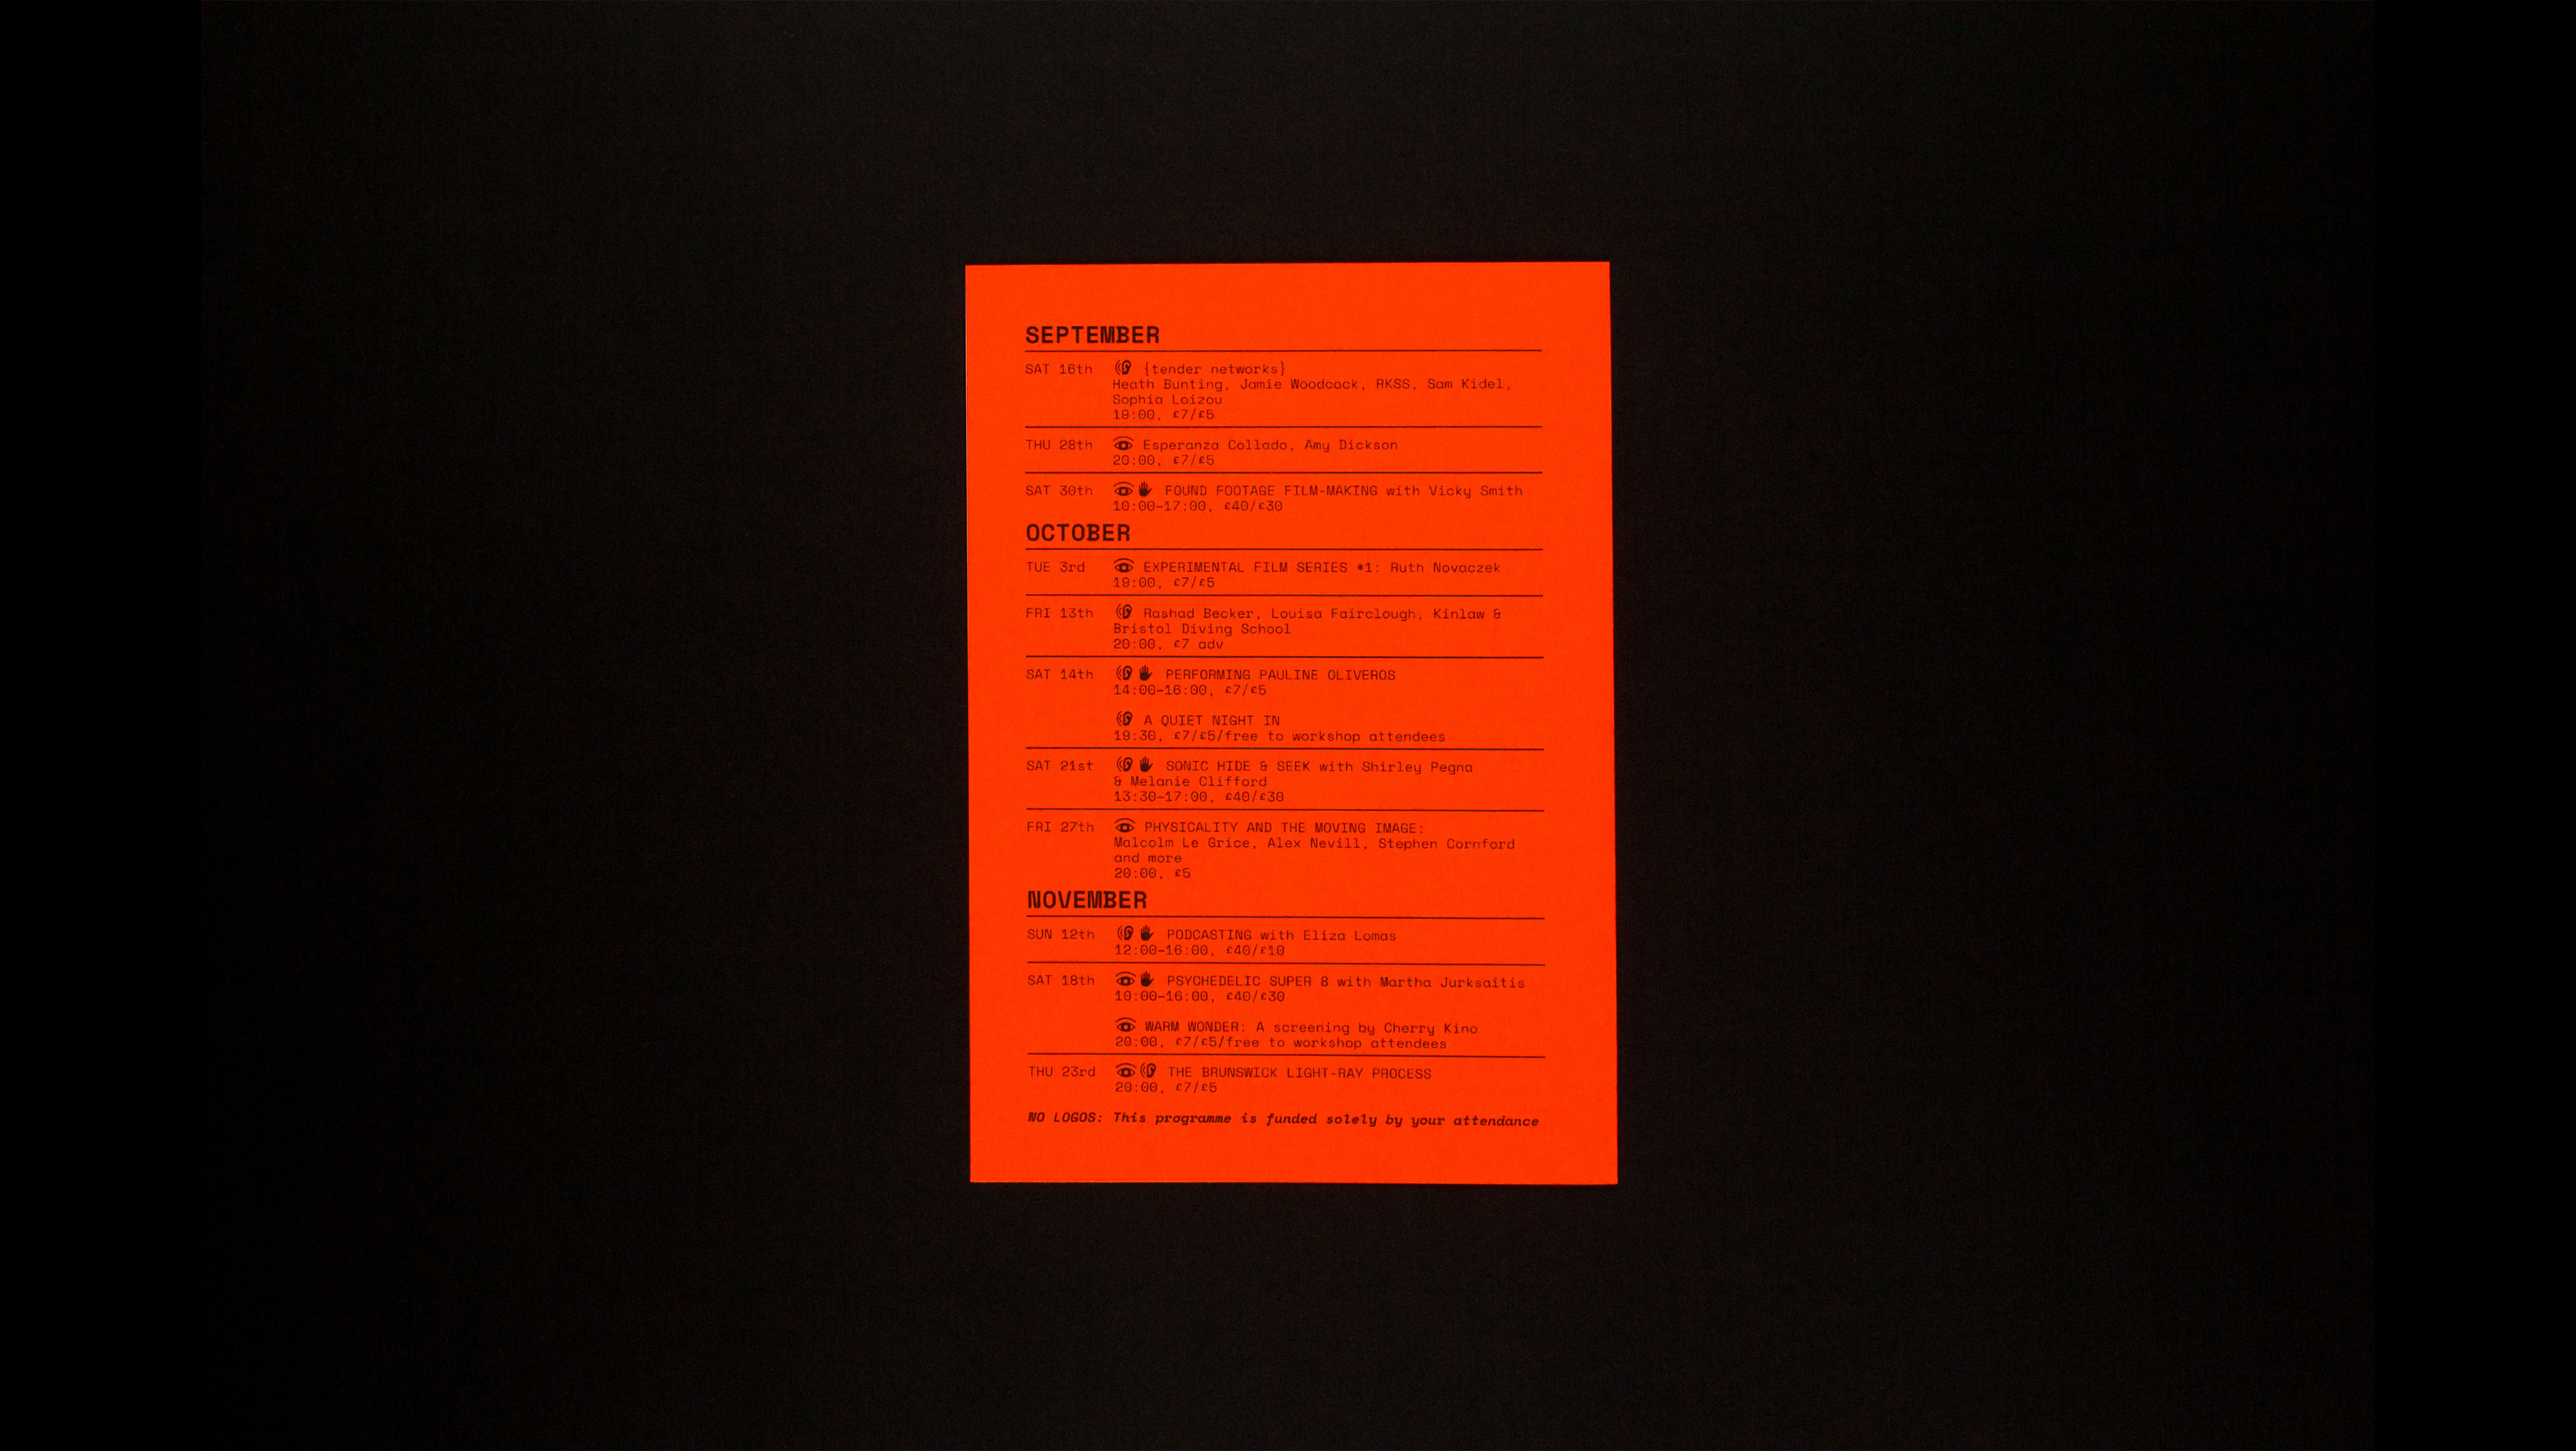 SEPTEMBER
SAT 16th {tender networks}
Heath Bunting, Jamie Woodcock, RKSS, Sam Kidel,
Sophia Loizou
19:00, £7/£5
THU 28th Esperanza Collado, Amy Dickson
20:00, £7/£5
SAT 30th FOUND FOOTAGE FILM-MAKING with Vicky Smith
10:00–17:00, £40/£30
OCTOBER
TUE 3rd EXPERIMENTAL FILM SERIES *1: Ruth Novaczek
19:00, £7/£5
FRI 13th Rashad Becker, Louisa Fairclough, Kinlaw &
Bristol Diving School
20:00, £7 adv
SAT 14th PERFORMING PAULINE OLIVEROS
14:00–16:00, £7/£5
A QUIET NIGHT IN
19:30, £7/£5/free to workshop attendees
SAT 21st SONIC HIDE & SEEK with Shirley Pegna
& Melanie Clifford
13:30–17:00, £40/£30
FRI 27th PHYSICALITY AND THE MOVING IMAGE:
Malcolm Le Grice, Alex Nevill, Stephen Cornford
and more
20:00, £5
NOVEMBER
SUN 12th PODCASTING with Eliza Lomas
12:00–16:00, £40/£10
SAT 18th PSYCHEDELIC SUPER 8 with Martha Jurksaitis
10:00–16:00, £40/£30
WARM WONDER: A screening by Cherry Kino
20:00, £7/£5/free to workshop attendees
THU 23rd THE BRUNSWICK LIGHT-RAY PROCESS
20:00, £7/£5
NO LOGOS: This programme is funded solely by your attendance